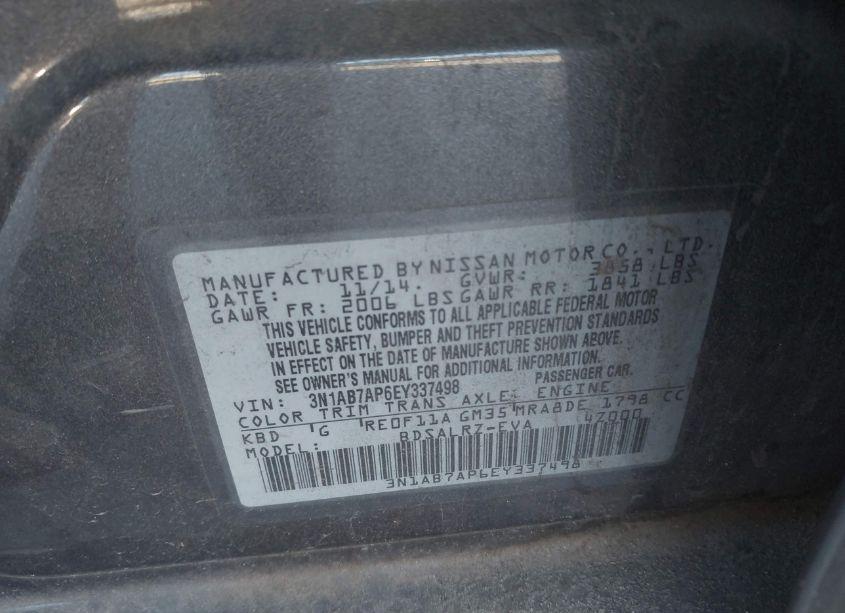 MANUFACTURED BY NISSAN MOTOR CO., LTD.
DATE: 11/14. GVWR: 3858 LBS
GAWR FR: 2006 LBS GAWR RR: 1841 LBS
THIS VEHICLE CONFORMS TO ALL APPLICABLE FEDERAL MOTOR
VEHICLE SAFETY, BUMPER AND THEFT PREVENTION STANDARDS
IN EFFECT ON THE DATE OF MANUFACTURE SHOWN ABOVE.
SEE OWNER'S MANUAL FOR ADDITIONAL INFORMATION.
VIN: 3N1AB7AP6EY337498 PASSENGER CAR.
COLOR TRIM TRANS AXLE ENGINE
KBD G RE0F11A GM35 MRA8DE 1798 CC
MODEL: BDSALRZ-EVA 47000
3N1AB7AP6EY337498